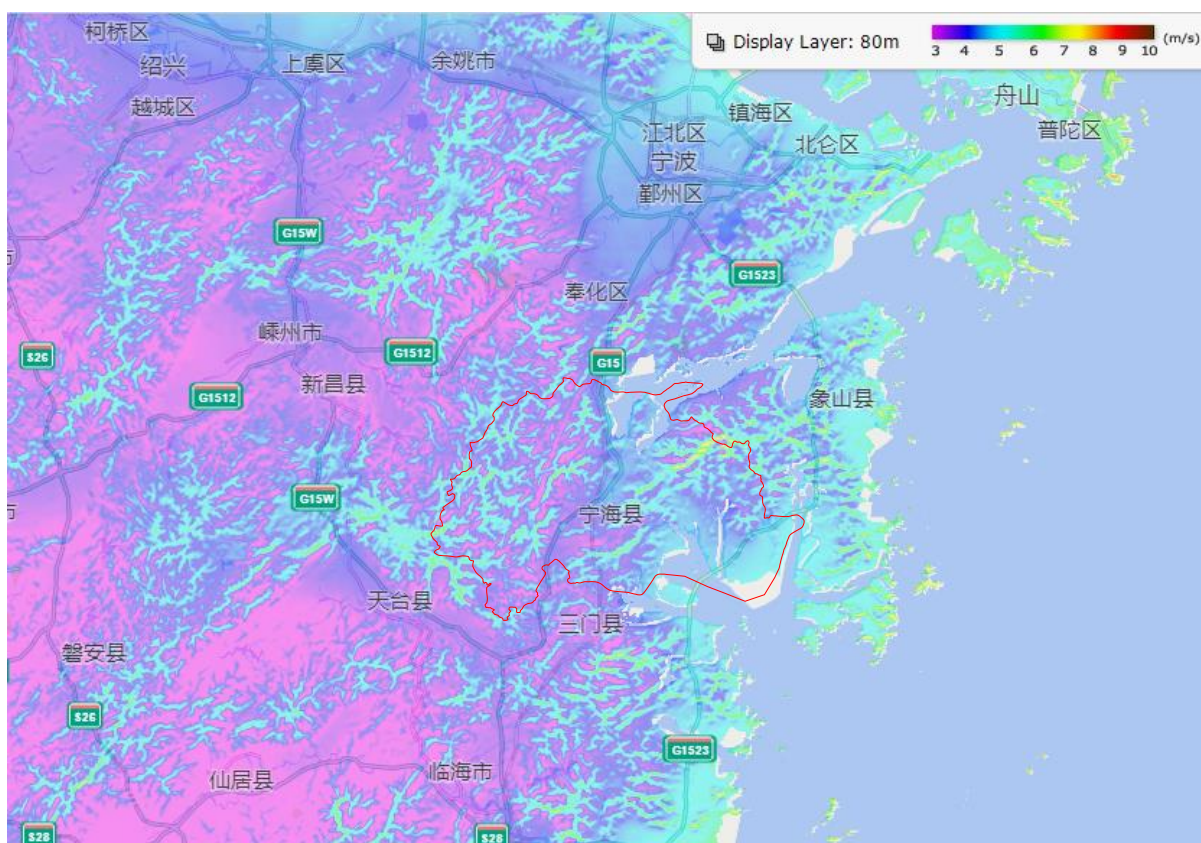 Display Layer: 80m
3 4 5 6 7 8 9 10 (m/s)
柯桥区
绍兴
上虞区
余姚市
越城区
镇海区
舟山
江北区
普陀区
宁波
北仑区
鄞州区
G15W
G1523
奉化区
嵊州市
S26
G1512
G15
新昌县
G1512
象山县
市
市
G15W
宁海县
天台县
三门县
磐安县
S26
G1523
仙居县
临海市
S28
S28